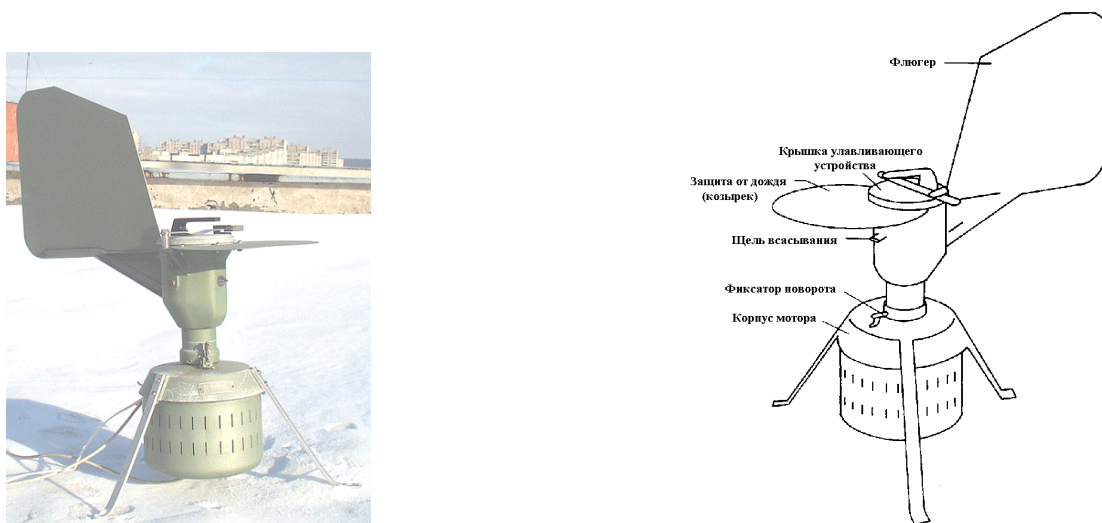 Флюгер
Крышка улавливающего
устройства
Защита от дождя
(козырек)
Щель всасывания
Фиксатор поворота
Корпус мотора